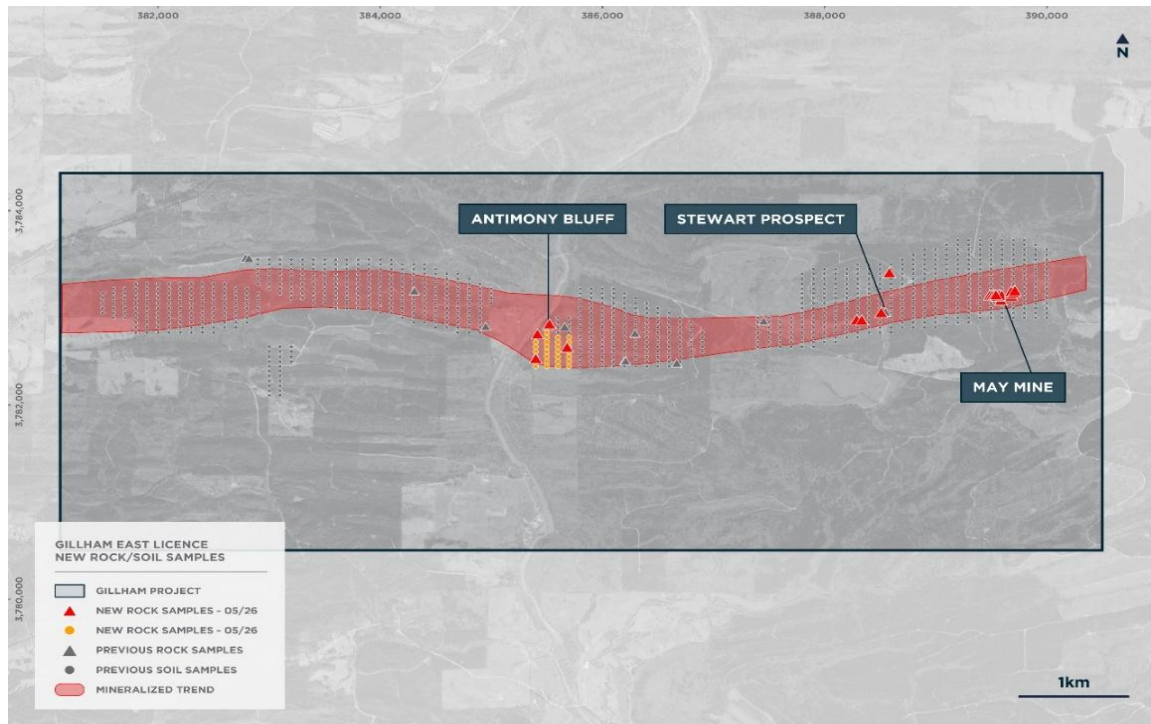 382,000 384,000 386,000 388,000 390,000
N
3,784,000
ANTIMONY BLUFF
STEWART PROSPECT
3,782,000
MAY MINE
GILLHAM EAST LICENCE
NEW ROCK/SOIL SAMPLES
GILLHAM PROJECT
3,780,000
NEW ROCK SAMPLES - 05/26
NEW ROCK SAMPLES - 05/26
PREVIOUS ROCK SAMPLES
PREVIOUS SOIL SAMPLES
MINERALIZED TREND
1km